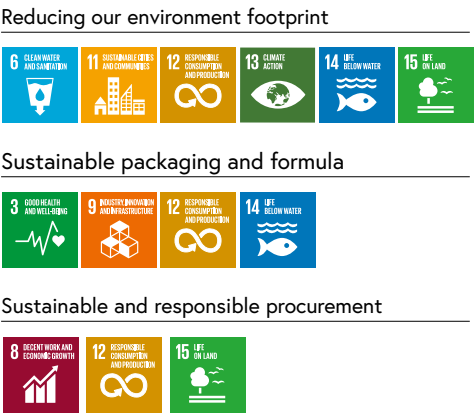 Reducing our environment footprint
6 CLEAN WATER
AND SANITATION
11 SUSTAINABLE CITIES
AND COMMUNITIES
12 RESPONSIBLE
CONSUMPTION
AND PRODUCTION
13 CLIMATE
ACTION
14 LIFE
BELOW WATER
15 LIFE
ON LAND
Sustainable packaging and formula
3 GOOD HEALTH
AND WELL-BEING
9 INDUSTRY, INNOVATION
AND INFRASTRUCTURE
12 RESPONSIBLE
CONSUMPTION
AND PRODUCTION
14 LIFE
BELOW WATER
Sustainable and responsible procurement
8 DECENT WORK AND
ECONOMIC GROWTH
12 RESPONSIBLE
CONSUMPTION
AND PRODUCTION
15 LIFE
ON LAND